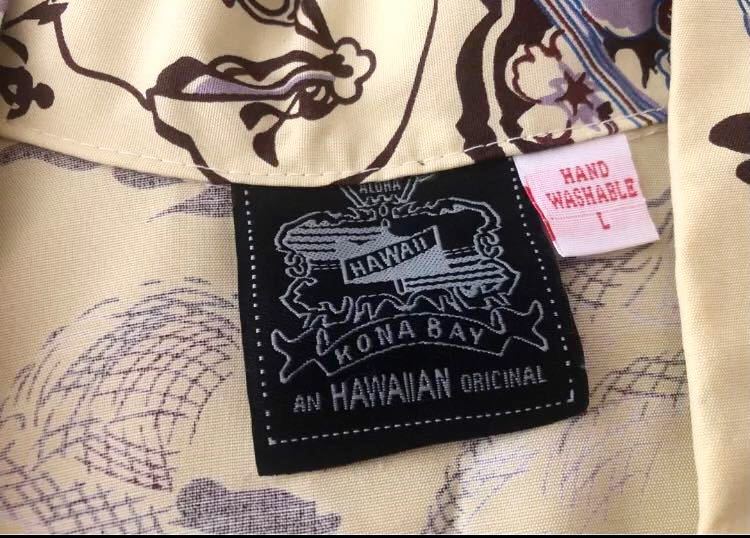 ALOHA
HAWAII
KONA BAY
AN HAWAIIAN ORIGINAL
HAND
WASHABLE
L